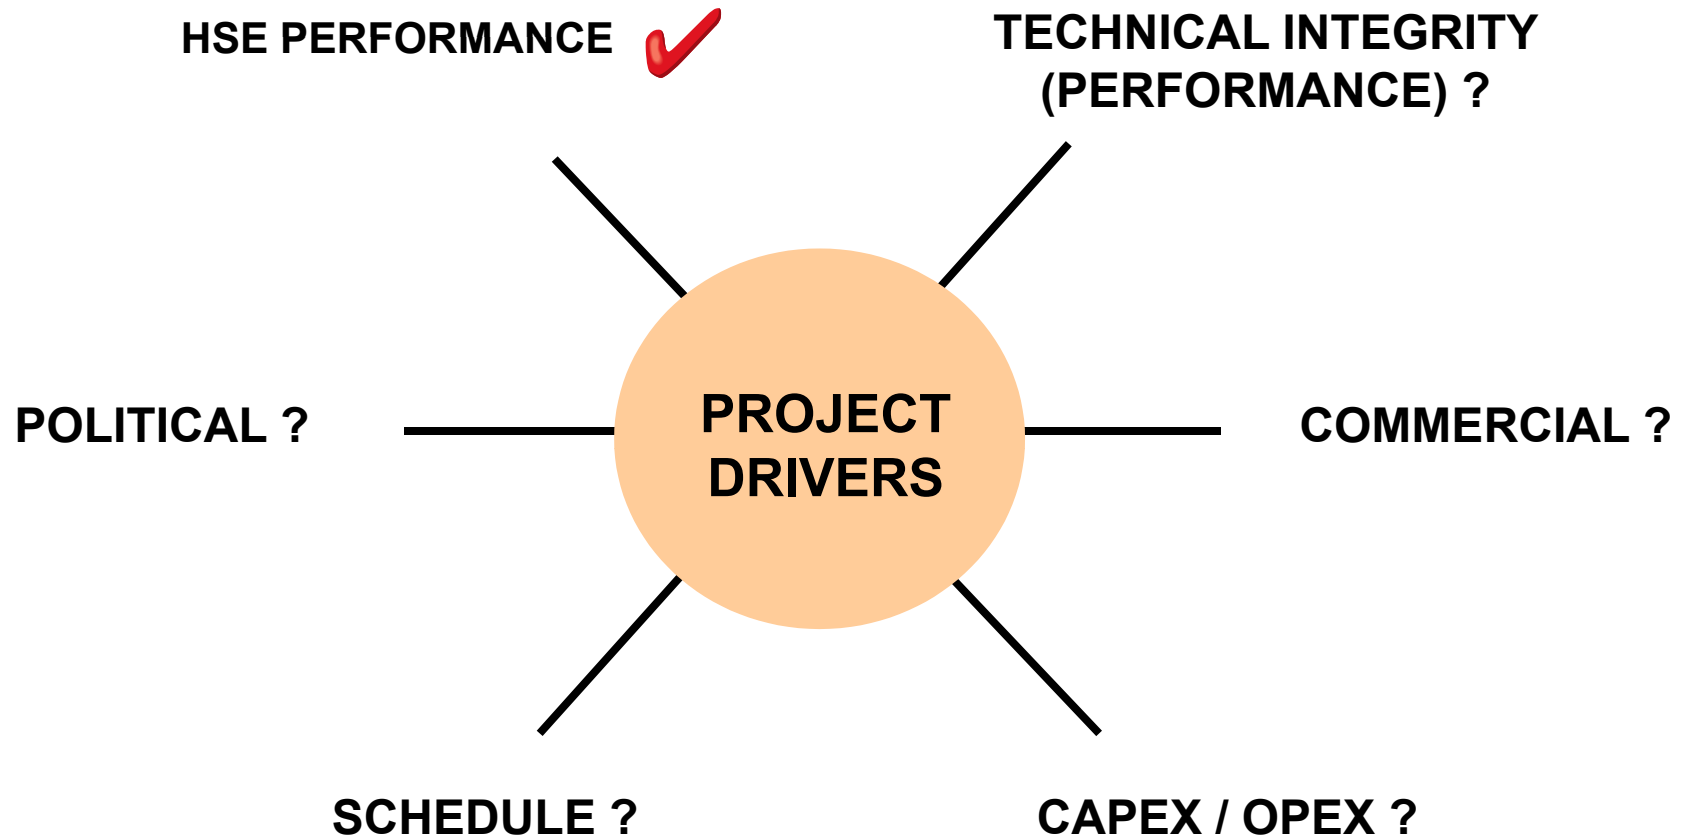 HSE PERFORMANCE
TECHNICAL INTEGRITY
(PERFORMANCE) ?
POLITICAL ?
PROJECT
DRIVERS
COMMERCIAL ?
SCHEDULE ?
CAPEX / OPEX ?